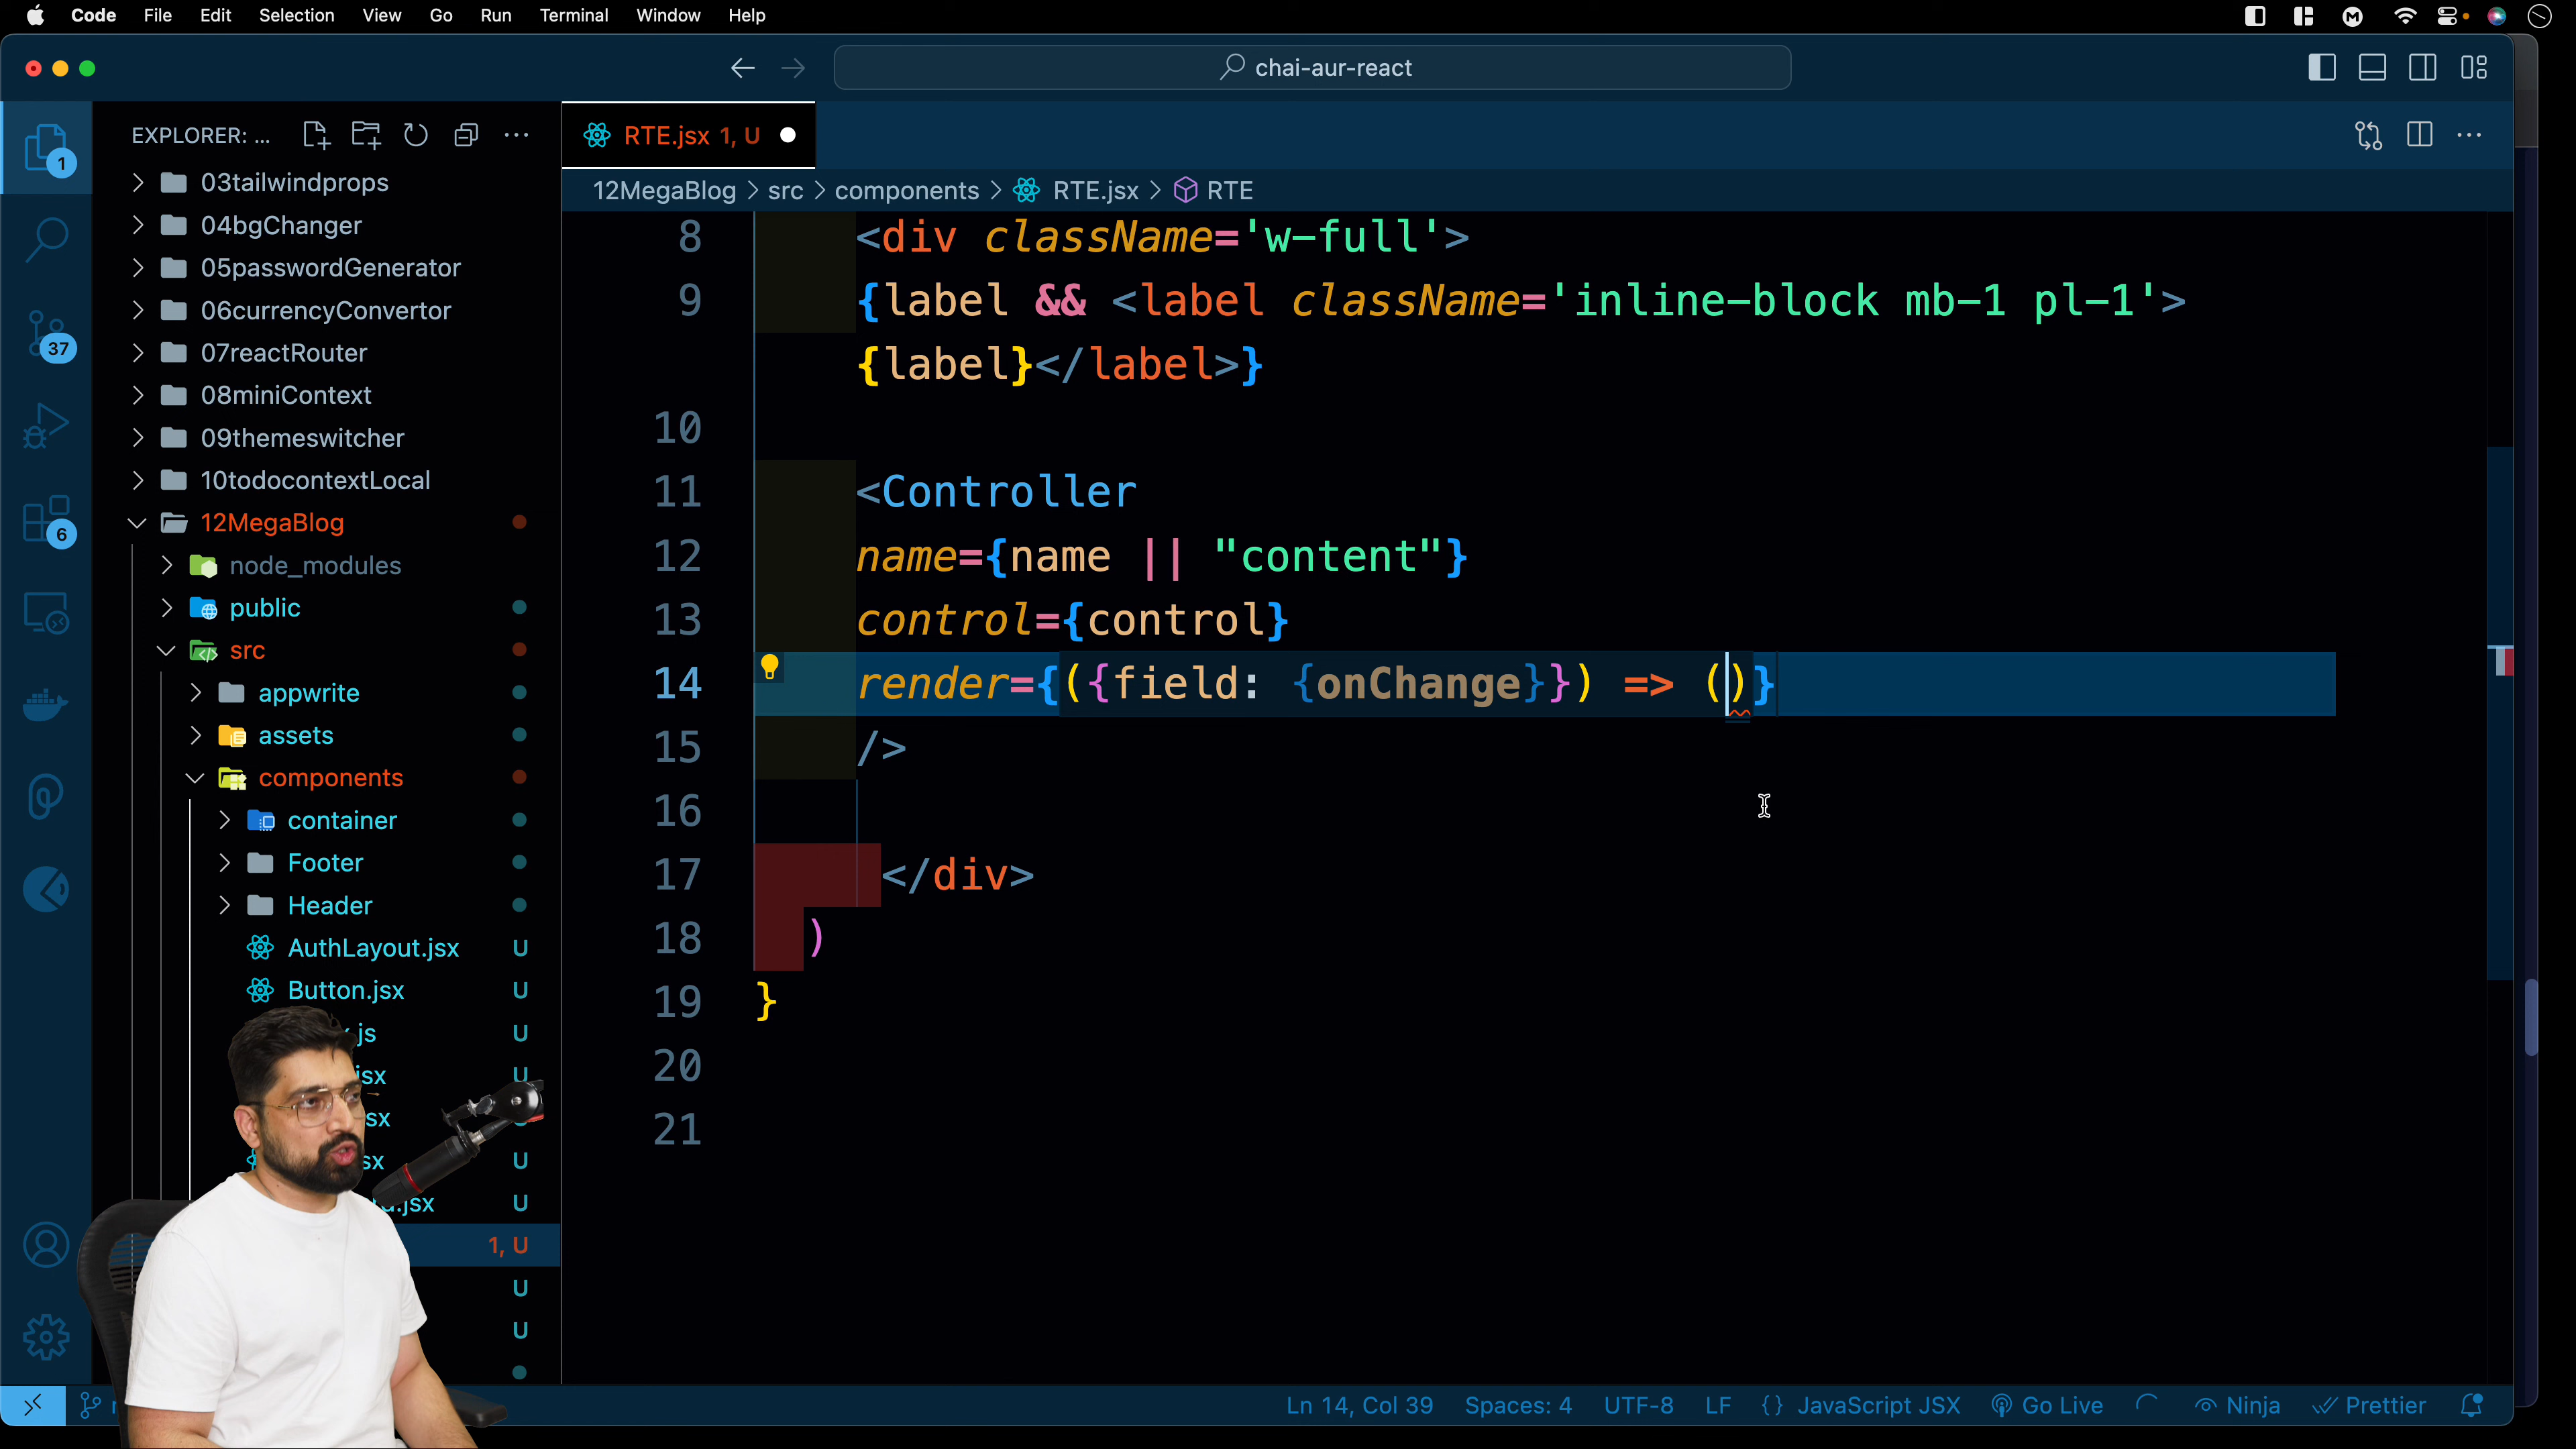 Code File Edit Selection View Go Run Terminal Window Help
chai-aur-react
EXPLORER: ...
RTE.jsx 1, U
12MegaBlog > src > components > RTE.jsx > RTE
1
37
6
03tailwindprops
04bgChanger
05passwordGenerator
06currencyConvertor
07reactRouter
08miniContext
09themeswitcher
10todocontextLocal
12MegaBlog
node_modules
public
src
appwrite
assets
components
container
Footer
Header
AuthLayout.jsx U
Button.jsx U
.js U
jsx U
sx
sx U
.jsx U
1, U
U
U
8 <div className='w-full'>
9 {label && <label className='inline-block mb-1 pl-1'>
{label}</label>}
10
11 <Controller
12 name={name || "content"}
13 control={control}
14 render={({field: {onChange}}) => ()}
15 />
16
17 </div>
18 )
19 }
20
21
Ln 14, Col 39 Spaces: 4 UTF-8 LF {} JavaScript JSX Go Live Ninja Prettier